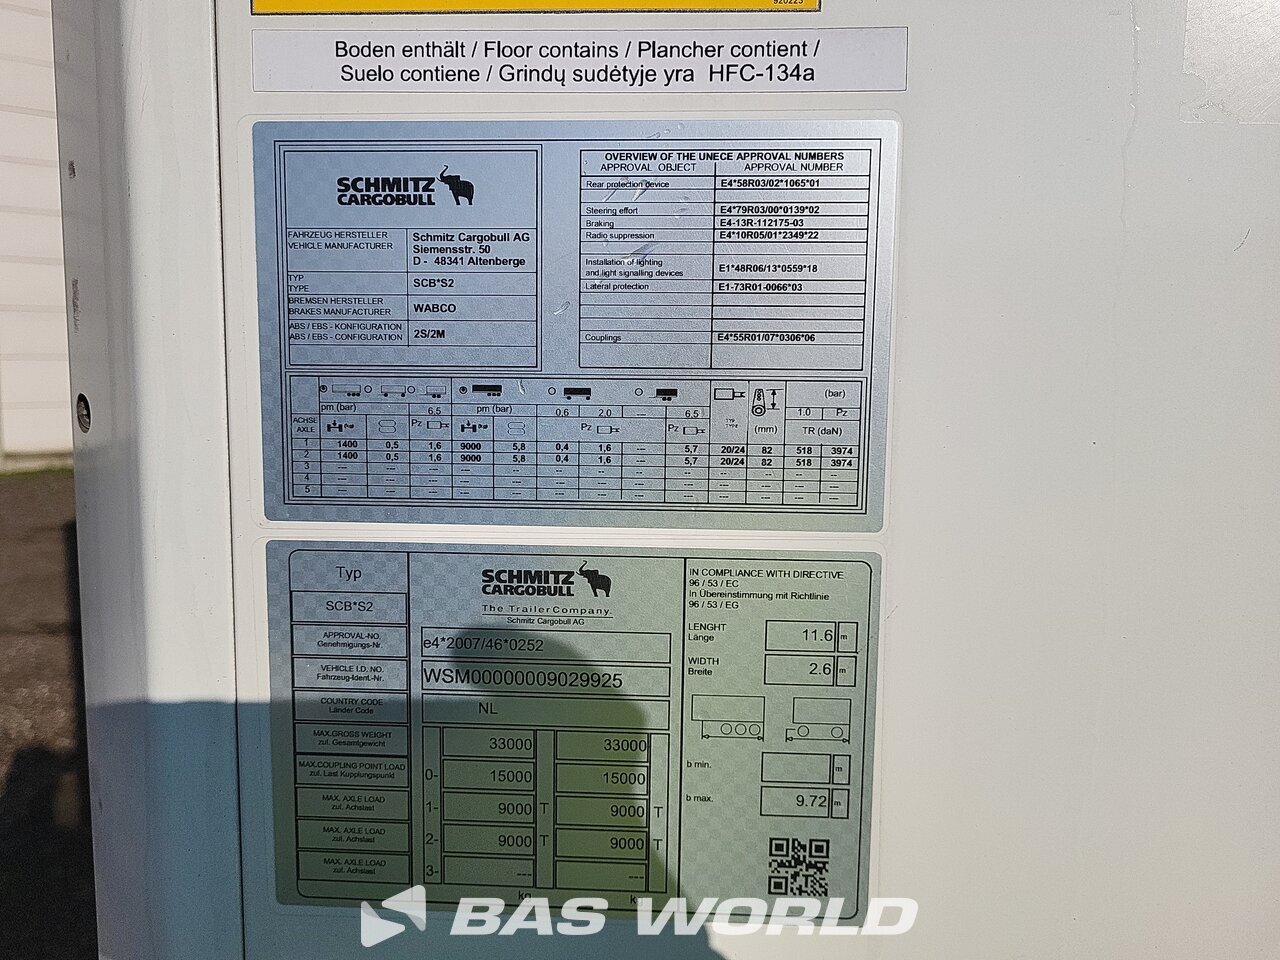 920223
Boden enthält / Floor contains / Plancher contient /
Suelo contiene / Grindų sudėtyje yra HFC-134a
SCHMITZ
CARGOBULL
FAHRZEUG HERSTELLER
VEHICLE MANUFACTURER
Schmitz Cargobull AG
Siemensstr. 50
D - 48341 Altenberge
TYP
TYPE
SCB*S2
BREMSEN HERSTELLER
BRAKES MANUFACTURER
WABCO
ABS / EBS - KONFIGURATION
ABS / EBS - CONFIGURATION
2S/2M
OVERVIEW OF THE UNECE APPROVAL NUMBERS
APPROVAL OBJECT APPROVAL NUMBER
Rear protection device E4*58R03/02*1065*01
Steering effort E4*79R03/00*0139*02
Braking E4-13R-112175-03
Radio suppression E4*10R05/01*2349*22
Installation of lighting
and light signalling devices E1*48R06/13*0559*18
Lateral protection E1-73R01-0066*03
Couplings E4*55R01/07*0306*06
pm (bar) 6,5 pm (bar) 0,6 2,0 --- 6,5 (bar)
1.0 Pz
ACHSE
AXLE
Pz Pz Pz (mm) TR (daN)
1 1400 0,5 1,6 9000 5,8 0,4 1,6 --- 5,7 20/24 82 518 3974
2 1400 0,5 1,6 9000 5,8 0,4 1,6 --- 5,7 20/24 82 518 3974
3 --- --- --- --- --- --- --- --- --- -- -- --- ---
4 --- --- --- --- --- --- --- --- --- -- -- --- ---
5 --- --- --- --- --- --- --- --- --- -- -- --- ---
Typ
SCB*S2
SCHMITZ
CARGOBULL
The Trailer Company.
Schmitz Cargobull AG
APPROVAL-NO.
Genehmigungs-Nr.
e4*2007/46*0252
VEHICLE I.D. NO.
Fahrzeug-Ident.-Nr.
WSM00000009029925
COUNTRY CODE
Länder Code
NL
MAX.GROSS WEIGHT
zul. Gesamtgewicht
33000 33000
MAX.COUPLING POINT LOAD
zul. Last Kupplungspunkt
0- 15000 15000
MAX. AXLE LOAD
zul. Achslast
1- 9000 T 9000 T
MAX. AXLE LOAD
zul. Achslast
2- 9000 T 9000 T
MAX. AXLE LOAD
zul. Achslast
3- --- ---
kg
IN COMPLIANCE WITH DIRECTIVE
96 / 53 / EC
In Übereinstimmung mit Richtlinie
96 / 53 / EG
LENGHT
Länge
11.6 m
WIDTH
Breite
2.6 m
b min. m
b max. 9.72 m
BAS WORLD